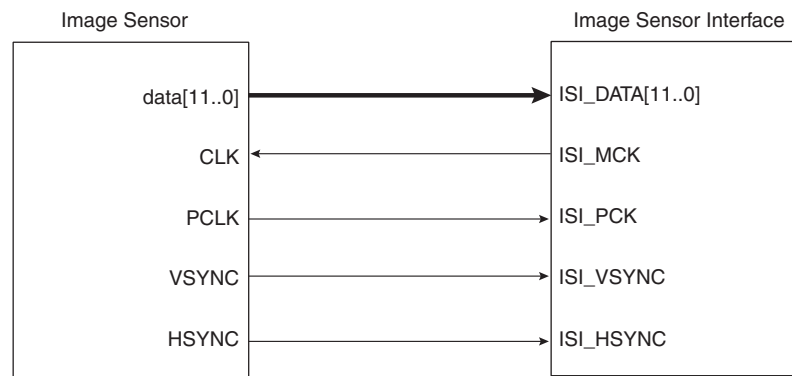 Image Sensor
Image Sensor Interface
data[11..0]
ISI_DATA[11..0]
CLK
ISI_MCK
PCLK
ISI_PCK
VSYNC
ISI_VSYNC
HSYNC
ISI_HSYNC